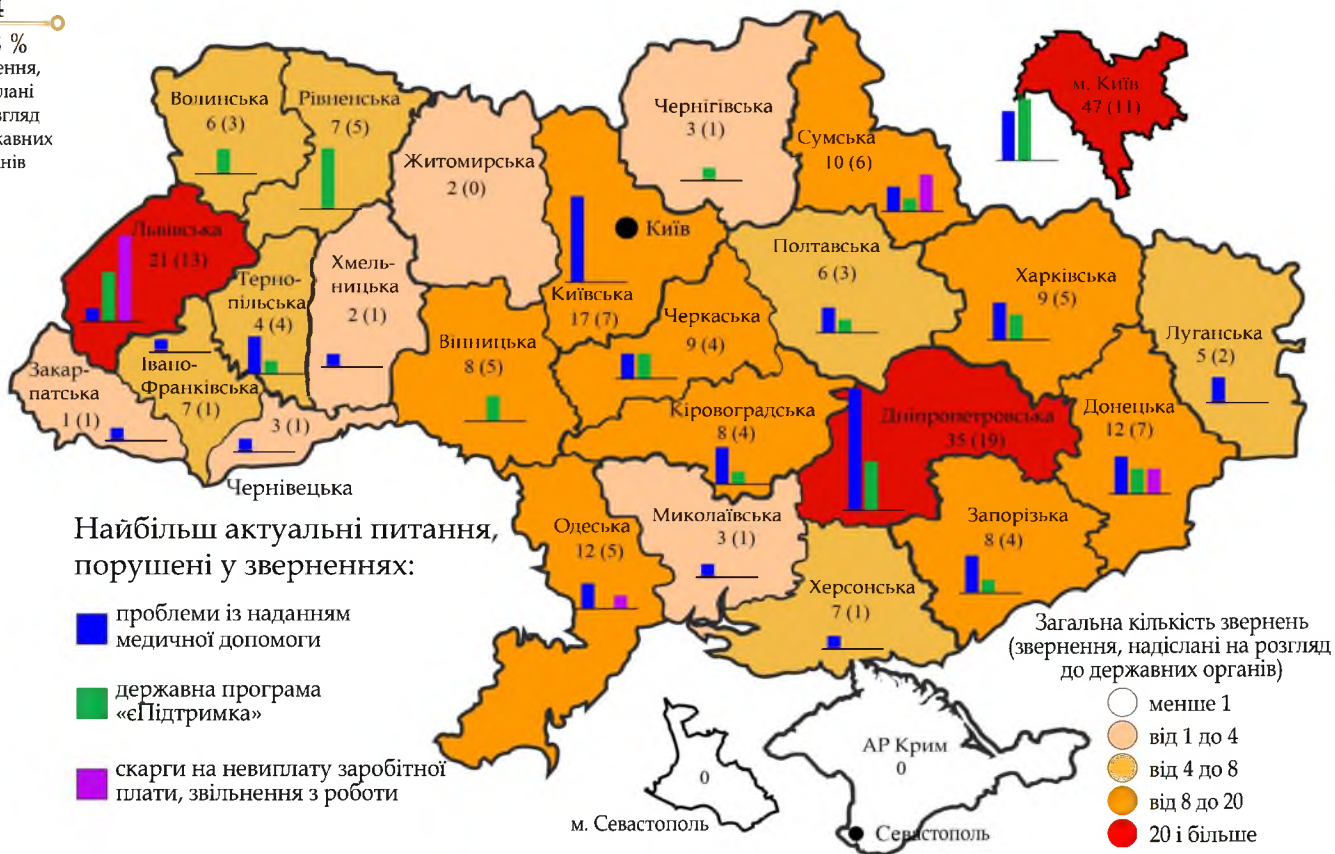 %
Волинська
6 (3)
Рівненська
7 (5)
Житомирська
2 (0)
Чернігівська
3 (1)
Сумська
10 (6)
м. Київ
47 (11)
Львівська
21 (13)
Терно-
пільська
4 (4)
Хмель-
ницька
2 (1)
Київ
Київська
17 (7)
Полтавська
6 (3)
Харківська
9 (5)
Луганська
5 (2)
Черкаська
9 (4)
Вінницька
8 (5)
Закар-
патська
1 (1)
Івано-
Франківська
7 (1)
3 (1)
Чернівецька
Кіровоградська
8 (4)
Дніпропетровська
35 (19)
Донецька
12 (7)
Одеська
12 (5)
Миколаївська
3 (1)
Запорізька
8 (4)
Херсонська
7 (1)
Найбільш актуальні питання,
порушені у зверненнях:
проблеми із наданням
медичної допомоги
державна програма
«єПідтримка»
скарги на невиплату заробітної
плати, звільнення з роботи
0
м. Севастополь
АР Крим
0
Севастополь
Загальна кількість звернень
(звернення, надіслані на розгляд
до державних органів)
менше 1
від 1 до 4
від 4 до 8
від 8 до 20
20 і більше